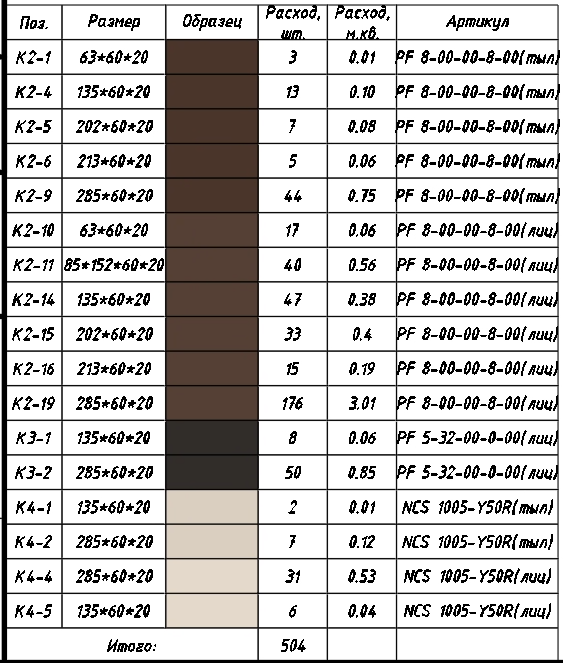 Поз. Размер Образец Расход, шт. Расход, м.кв. Артикул
К2-1 63*60*20 3 0.01 PF 8-00-00-8-00(тыл)
К2-4 135*60*20 13 0.10 PF 8-00-00-8-00(тыл)
К2-5 202*60*20 7 0.08 PF 8-00-00-8-00(тыл)
К2-6 213*60*20 5 0.06 PF 8-00-00-8-00(тыл)
К2-9 285*60*20 44 0.75 PF 8-00-00-8-00(тыл)
К2-10 63*60*20 17 0.06 PF 8-00-00-8-00(лиц)
К2-11 85*152*60*20 40 0.56 PF 8-00-00-8-00(лиц)
К2-14 135*60*20 47 0.38 PF 8-00-00-8-00(лиц)
К2-15 202*60*20 33 0.4 PF 8-00-00-8-00(лиц)
К2-16 213*60*20 15 0.19 PF 8-00-00-8-00(лиц)
К2-19 285*60*20 176 3.01 PF 8-00-00-8-00(лиц)
К3-1 135*60*20 8 0.06 PF 5-32-00-0-00(лиц)
К3-2 285*60*20 50 0.85 PF 5-32-00-0-00(лиц)
К4-1 135*60*20 2 0.01 NCS 1005-Y50R(тыл)
К4-2 285*60*20 7 0.12 NCS 1005-Y50R(тыл)
К4-4 285*60*20 31 0.53 NCS 1005-Y50R(лиц)
К4-5 135*60*20 6 0.04 NCS 1005-Y50R(лиц)
Итого: 504